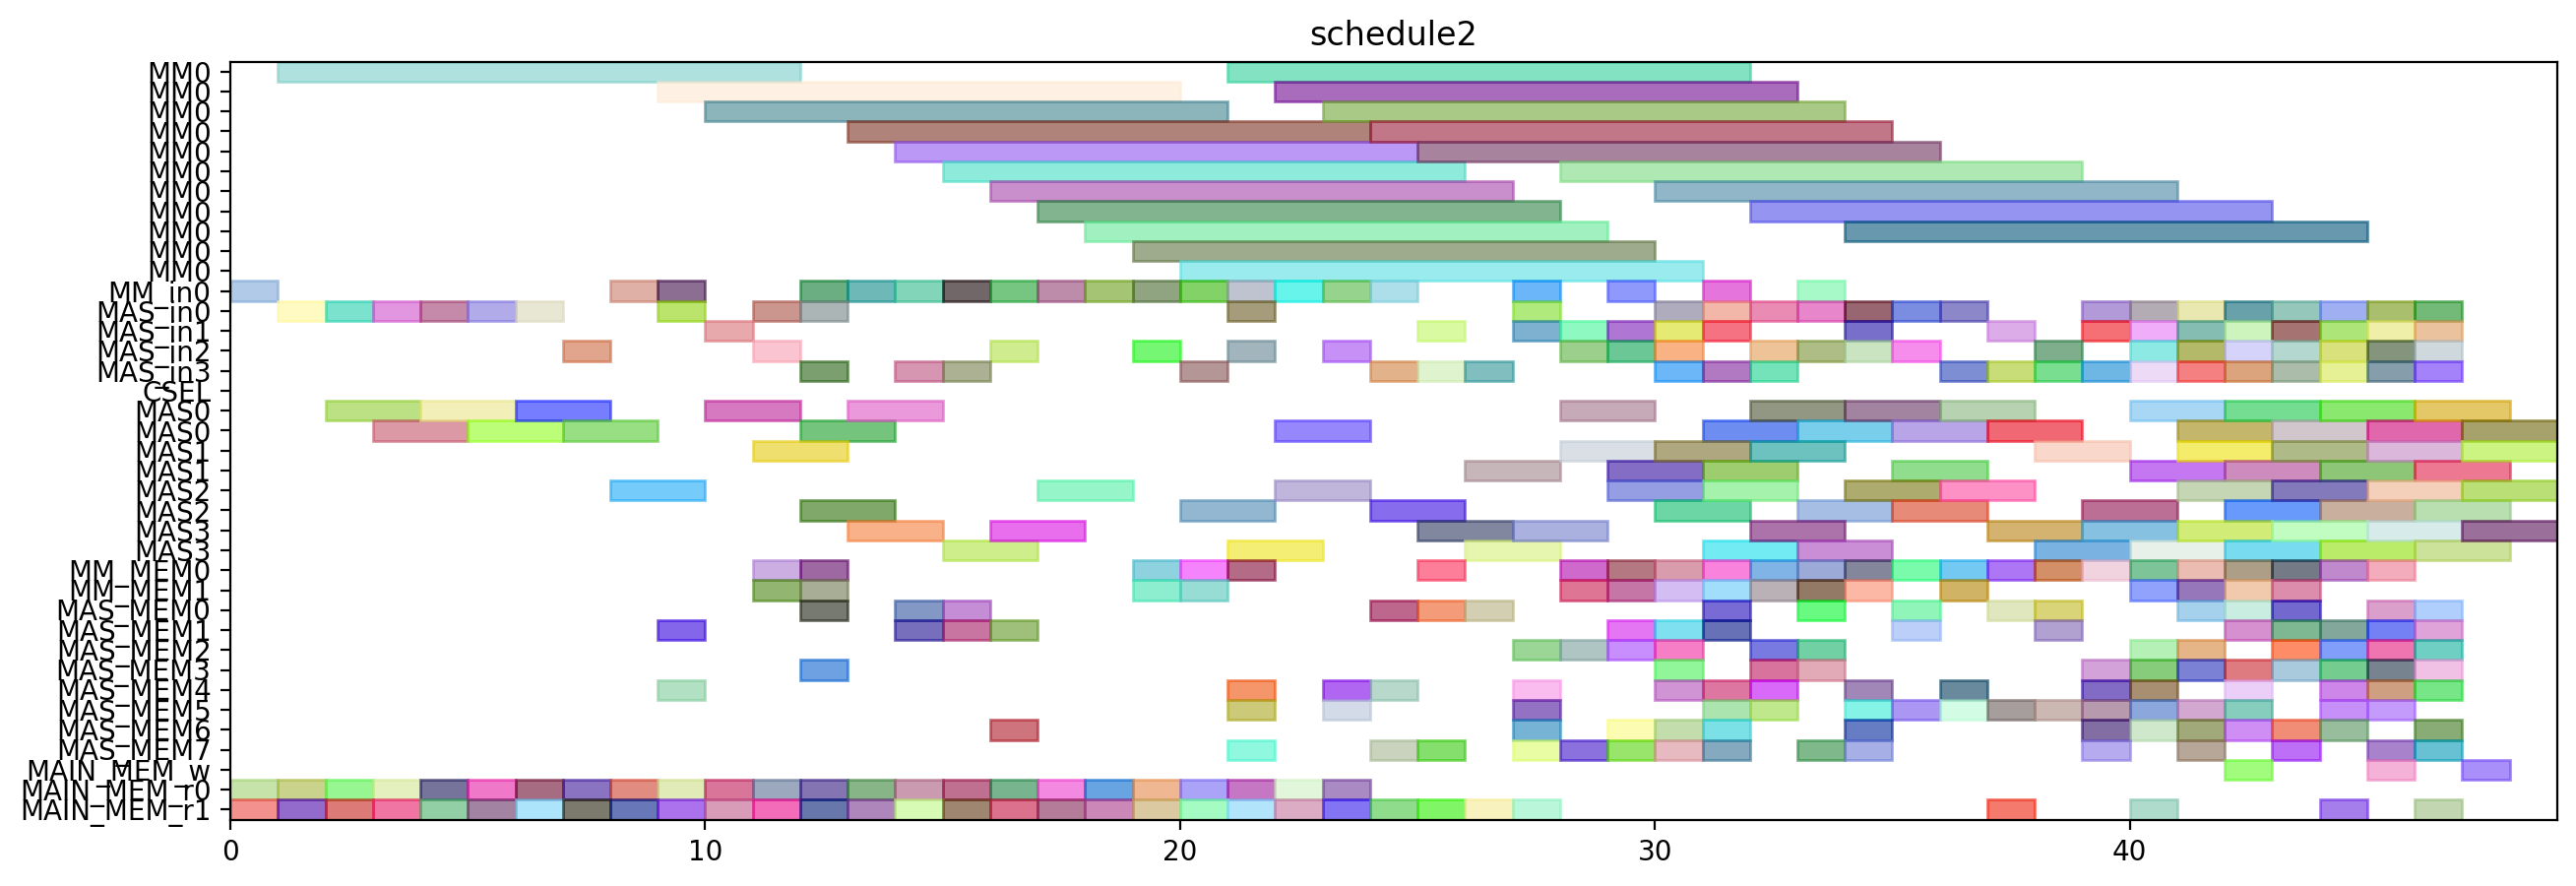 schedule2
MM0
MM0
MM0
MM0
MM0
MM0
MM0
MM0
MM0
MM0
MM0
MM_in0
MAS_in0
MAS_in1
MAS_in2
MAS_in3
CSEL
MAS0
MAS0
MAS1
MAS1
MAS2
MAS2
MAS3
MAS3
MM_MEM0
MM_MEM1
MAS_MEM0
MAS_MEM1
MAS_MEM2
MAS_MEM3
MAS_MEM4
MAS_MEM5
MAS_MEM6
MAS_MEM7
MAIN_MEM_w
MAIN_MEM_r0
MAIN_MEM_r1
0 10 20 30 40